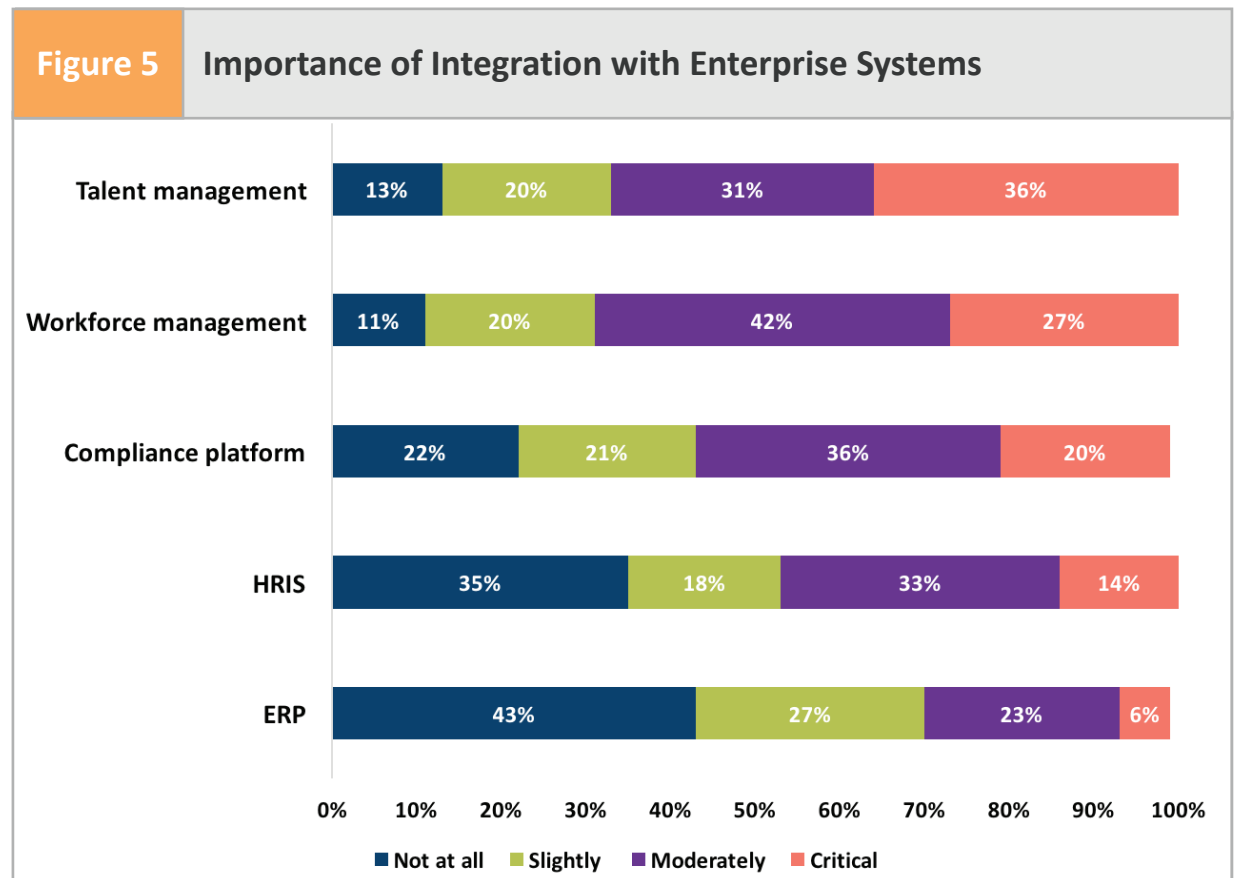 Figure 5
Importance of Integration with Enterprise Systems
Talent management
13% 20% 31% 36%
Workforce management
11% 20% 42% 27%
Compliance platform
22% 21% 36% 20%
HRIS
35% 18% 33% 14%
ERP
43% 27% 23% 6%
0% 10% 20% 30% 40% 50% 60% 70% 80% 90% 100%
Not at all Slightly Moderately Critical